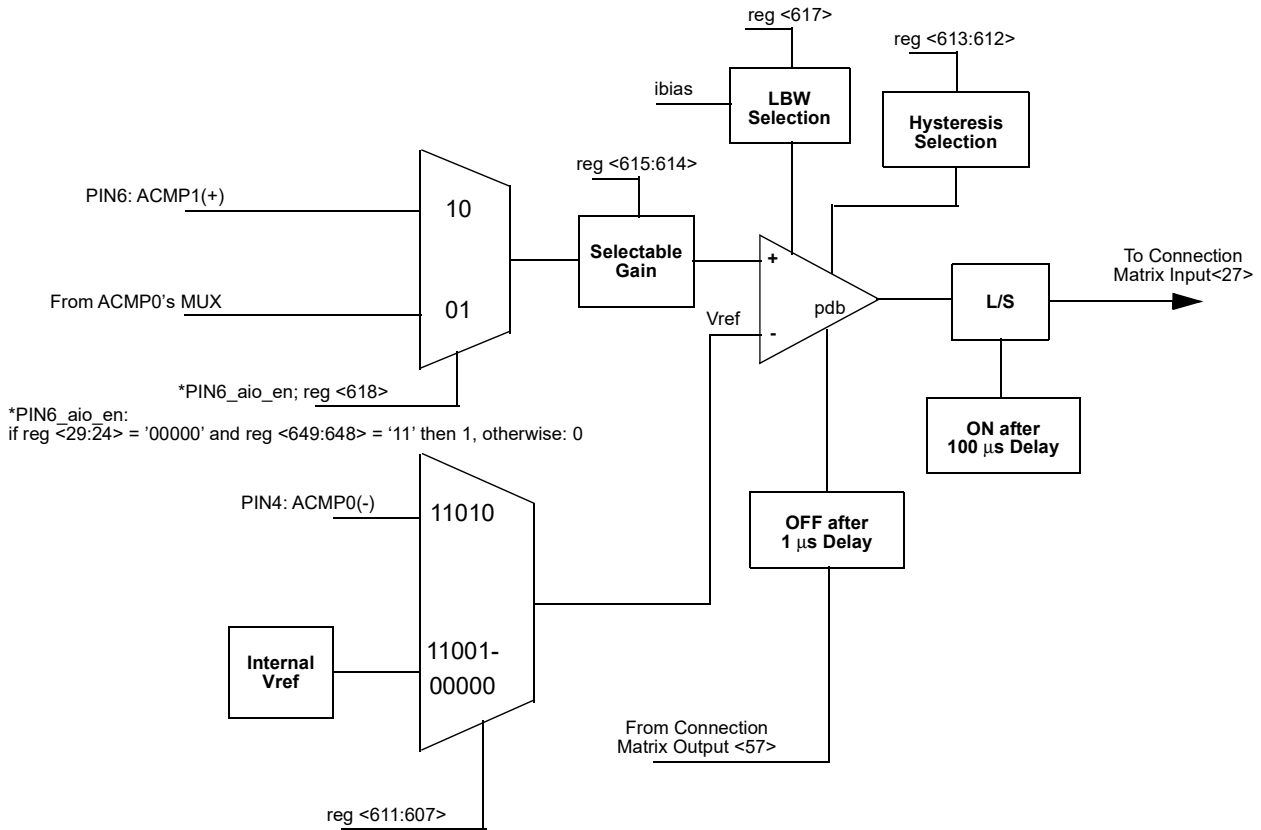 reg <617>
reg <613:612>
ibias
LBW
Selection
Hysteresis
Selection
reg <615:614>
PIN6: ACMP1(+)
10
Selectable
Gain
+
To Connection
Matrix Input<27>
From ACMP0's MUX
01
Vref
pdb
-
L/S
*PIN6_aio_en; reg <618>
*PIN6_aio_en:
if reg <29:24> = '00000' and reg <649:648> = '11' then 1, otherwise: 0
ON after
100 μs Delay
PIN4: ACMP0(-)
11010
OFF after
1 μs Delay
Internal
Vref
11001-
00000
From Connection
Matrix Output <57>
reg <611:607>